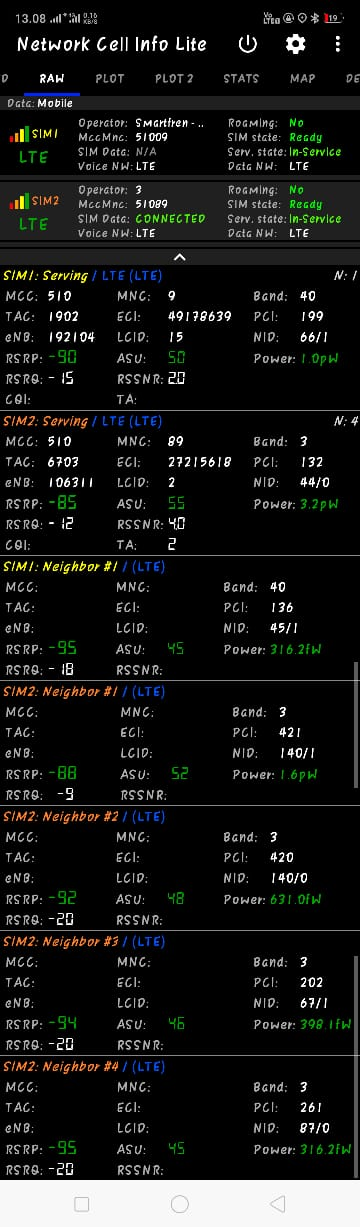 13.08 0.16 KB/S Vo LTE 19
Network Cell Info Lite
D RAW PLOT PLOT 2 STATS MAP DE
Data: Mobile
SIM1 LTE
Operator: Smartfren - .. Roaming: No
MccMnc: 51009 SIM state: Ready
SIM Data: N/A Serv. state: In-Service
Voice NW: LTE Data NW: LTE
SIM2 LTE
Operator: 3 Roaming: No
MccMnc: 51089 SIM state: Ready
SIM Data: CONNECTED Serv. state: In-Service
Voice NW: LTE Data NW: LTE
SIM1: Serving / LTE (LTE) N: 1
MCC: 510 MNC: 9 Band: 40
TAC: 1902 ECI: 49178639 PCI: 199
eNB: 192104 LCID: 15 NID: 66/1
RSRP: -90 ASU: 50 Power: 1.0pW
RSRQ: -15 RSSNR: 2.0
CQI: TA:
SIM2: Serving / LTE (LTE) N: 4
MCC: 510 MNC: 89 Band: 3
TAC: 6703 ECI: 27215618 PCI: 132
eNB: 106311 LCID: 2 NID: 44/0
RSRP: -85 ASU: 55 Power: 3.2pW
RSRQ: -12 RSSNR: 4.0
CQI: TA: 2
SIM1: Neighbor #1 / (LTE)
MCC: MNC: Band: 40
TAC: ECI: PCI: 136
eNB: LCID: NID: 45/1
RSRP: -95 ASU: 45 Power: 316.2fW
RSRQ: -18 RSSNR:
SIM2: Neighbor #1 / (LTE)
MCC: MNC: Band: 3
TAC: ECI: PCI: 421
eNB: LCID: NID: 140/1
RSRP: -88 ASU: 52 Power: 1.6pW
RSRQ: -9 RSSNR:
SIM2: Neighbor #2 / (LTE)
MCC: MNC: Band: 3
TAC: ECI: PCI: 420
eNB: LCID: NID: 140/0
RSRP: -92 ASU: 48 Power: 631.0fW
RSRQ: -20 RSSNR:
SIM2: Neighbor #3 / (LTE)
MCC: MNC: Band: 3
TAC: ECI: PCI: 202
eNB: LCID: NID: 67/1
RSRP: -94 ASU: 46 Power: 398.1fW
RSRQ: -20 RSSNR:
SIM2: Neighbor #4 / (LTE)
MCC: MNC: Band: 3
TAC: ECI: PCI: 261
eNB: LCID: NID: 87/0
RSRP: -95 ASU: 45 Power: 316.2fW
RSRQ: -20 RSSNR: